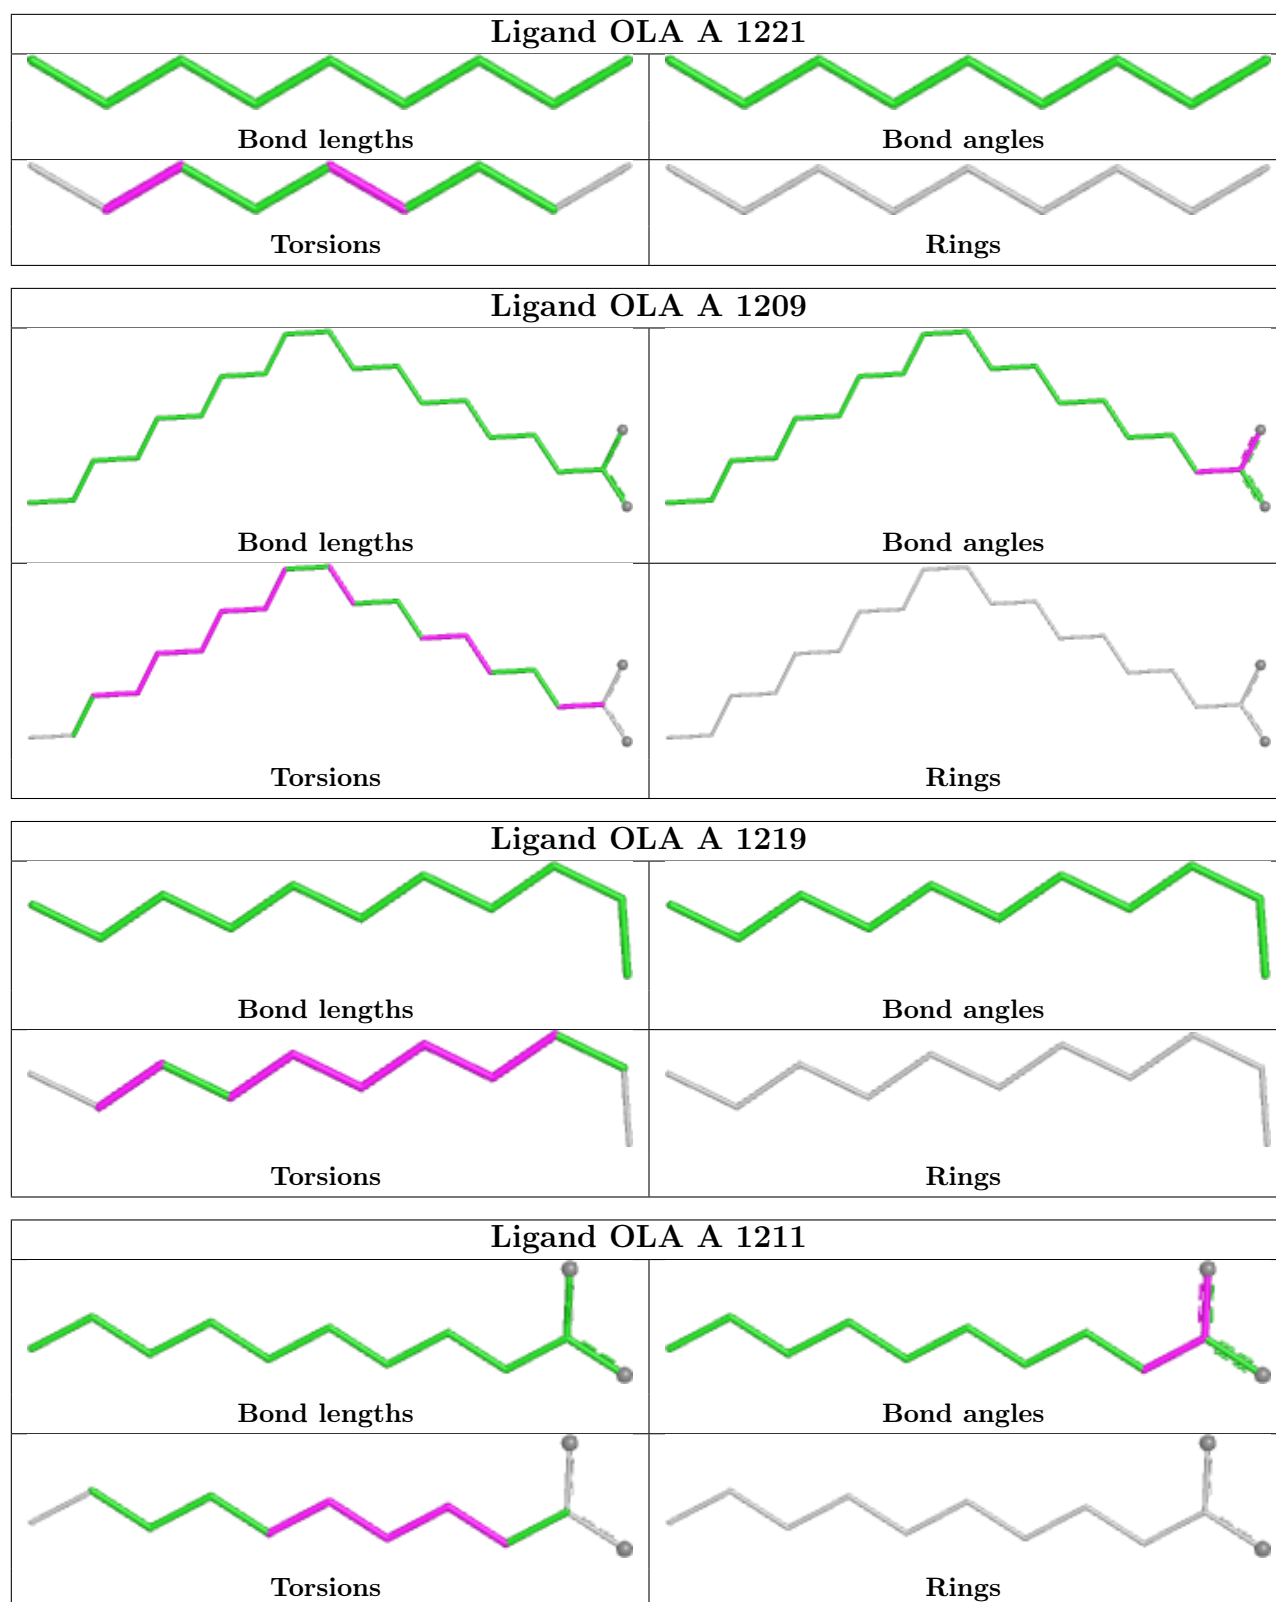 Ligand OLA A 1221
Bond lengths
Bond angles
Torsions
Rings
Ligand OLA A 1209
Bond lengths
Bond angles
Torsions
Rings
Ligand OLA A 1219
Bond lengths
Bond angles
Torsions
Rings
Ligand OLA A 1211
Bond lengths
Bond angles
Torsions
Rings